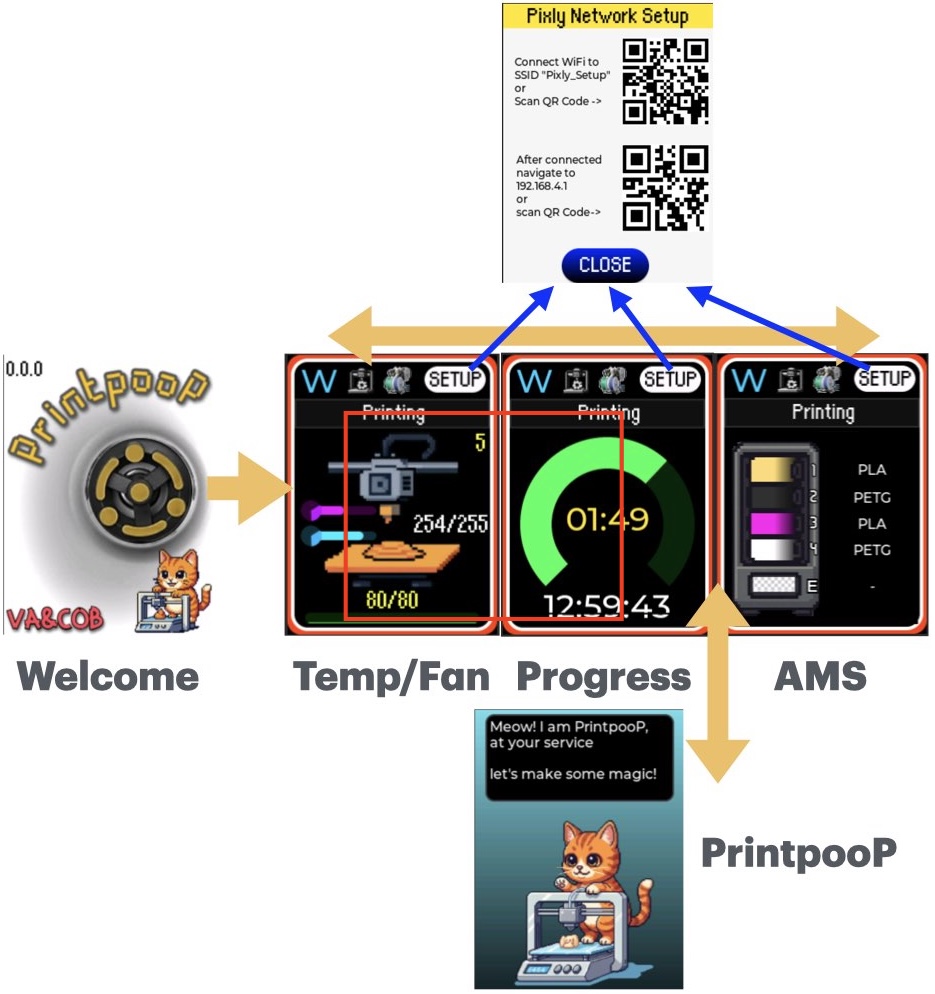 Pixly Network Setup
Connect WiFi to
SSID "Pixly_Setup"
or
Scan QR Code ->
After connected
navigate to
192.168.4.1
or
scan QR Code->
CLOSE
0.0.0
Printpoop
VA&COB
W SETUP
Printing
5
254/255
80/80
W SETUP
Printing
01:49
12:59:43
W SETUP
Printing
1 PLA
2 PETG
3 PLA
4 PETG
E -
Welcome
Temp/Fan
Progress
AMS
Meow! I am PrintpooP,
at your service
let's make some magic!
PrintpooP